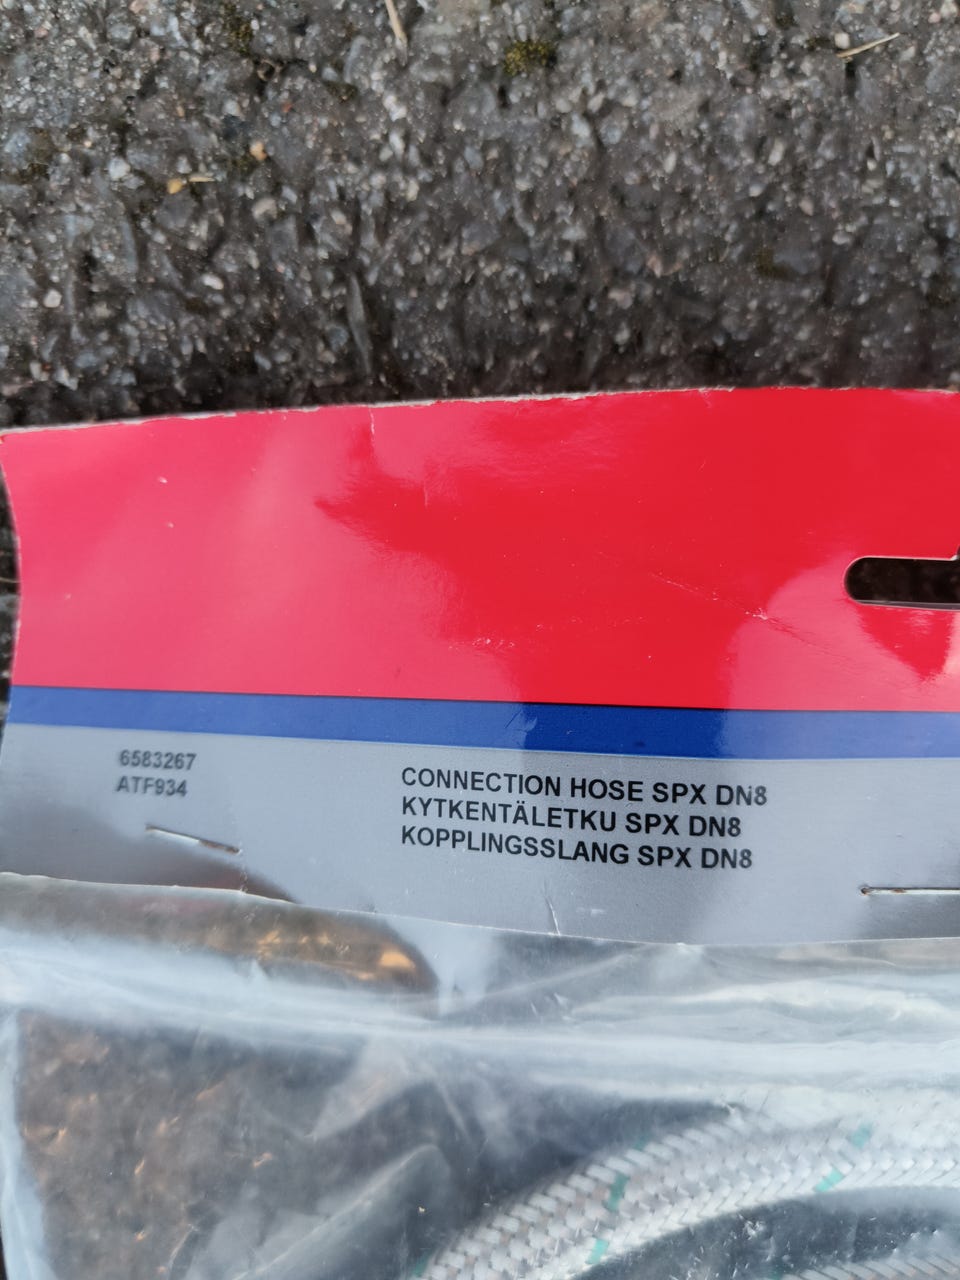 6583267
ATF934
CONNECTION HOSE SPX DN8
KYTKENTÄLETKU SPX DN8
KOPPLINGSSLANG SPX DN8